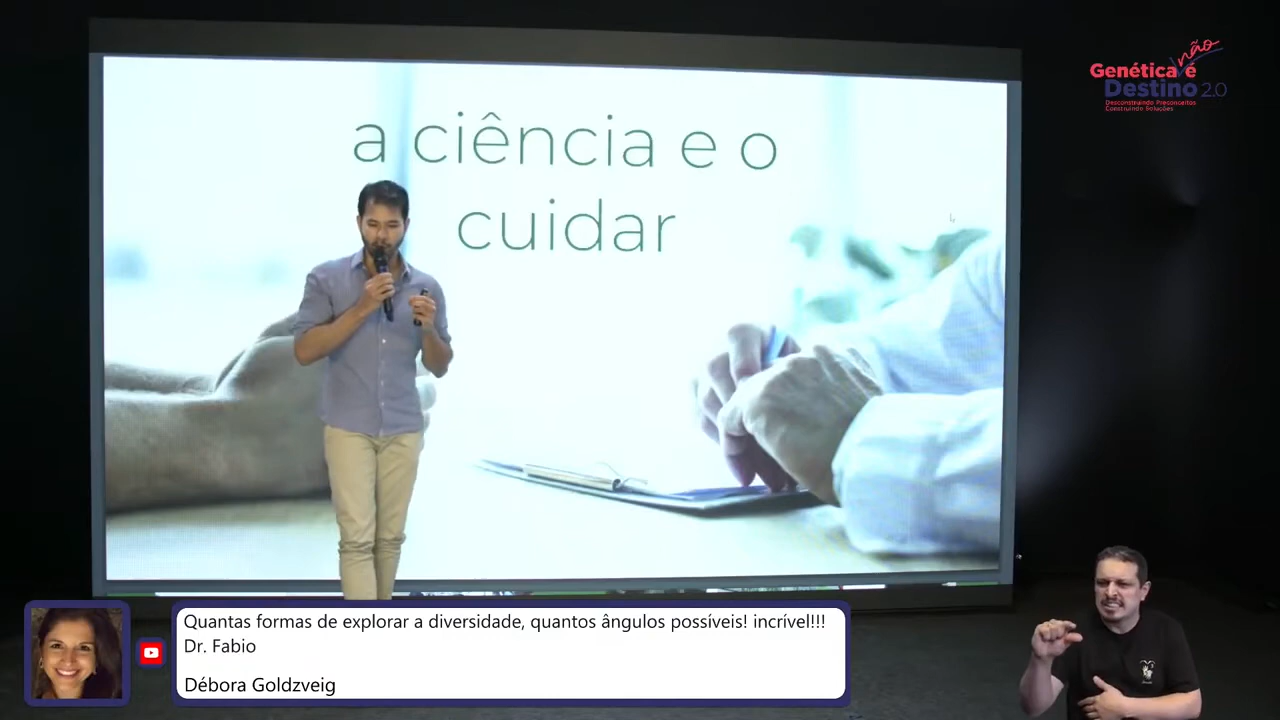 a ciência e o
cuidar
não
Genética é
Destino 2.0
Desconstruindo Preconceitos
Construindo Soluções
Quantas formas de explorar a diversidade, quantos ângulos possíveis! incrível!!!
Dr. Fabio
Débora Goldzveig